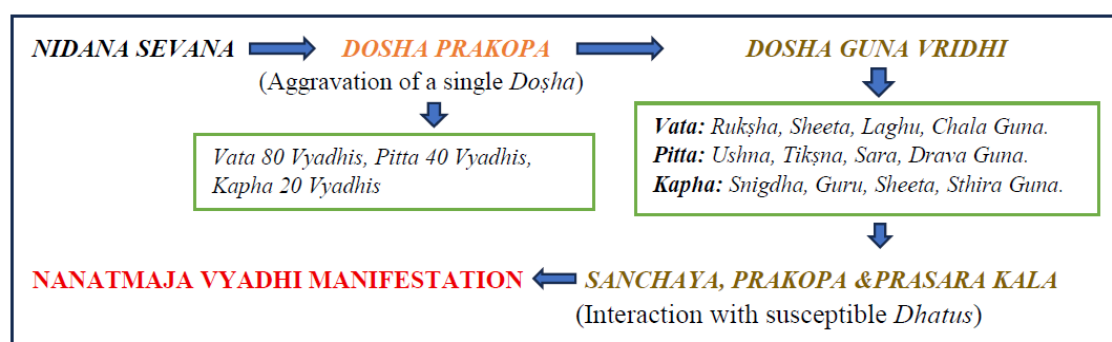 NIDANA SEVANA DOSHA PRAKOPA DOSHA GUNA VRIDHI
(Aggravation of a single Doṣha)
Vata 80 Vyadhis, Pitta 40 Vyadhis,
Kapha 20 Vyadhis
Vata: Rukṣha, Sheeta, Laghu, Chala Guna.
Pitta: Ushna, Tikṣna, Sara, Drava Guna.
Kapha: Snigdha, Guru, Sheeta, Sthira Guna.
SANCHAYA, PRAKOPA &PRASARA KALA
(Interaction with susceptible Dhatus)
NANATMAJA VYADHI MANIFESTATION